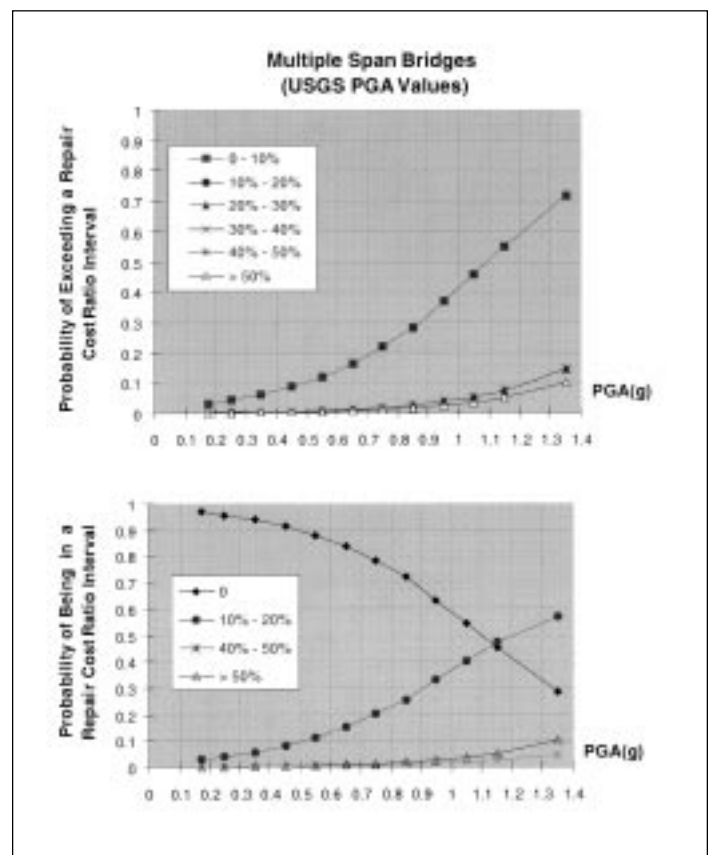 Multiple Span Bridges
(USGS PGA Values)
Probability of Exceeding a Repair
Cost Ratio Interval
1
0.9
0.8
0.7
0.6
0.5
0.4
0.3
0.2
0.1
0
0 - 10%
10% - 20%
20% - 30%
30% - 40%
40% - 50%
> 50%
PGA(g)
0 0.1 0.2 0.3 0.4 0.5 0.6 0.7 0.8 0.9 1 1.1 1.2 1.3 1.4
Probability of Being in a
Repair Cost Ratio Interval
1
0.9
0.8
0.7
0.6
0.5
0.4
0.3
0.2
0.1
0
0
10% - 20%
40% - 50%
> 50%
PGA(g)
0 0.1 0.2 0.3 0.4 0.5 0.6 0.7 0.8 0.9 1 1.1 1.2 1.3 1.4